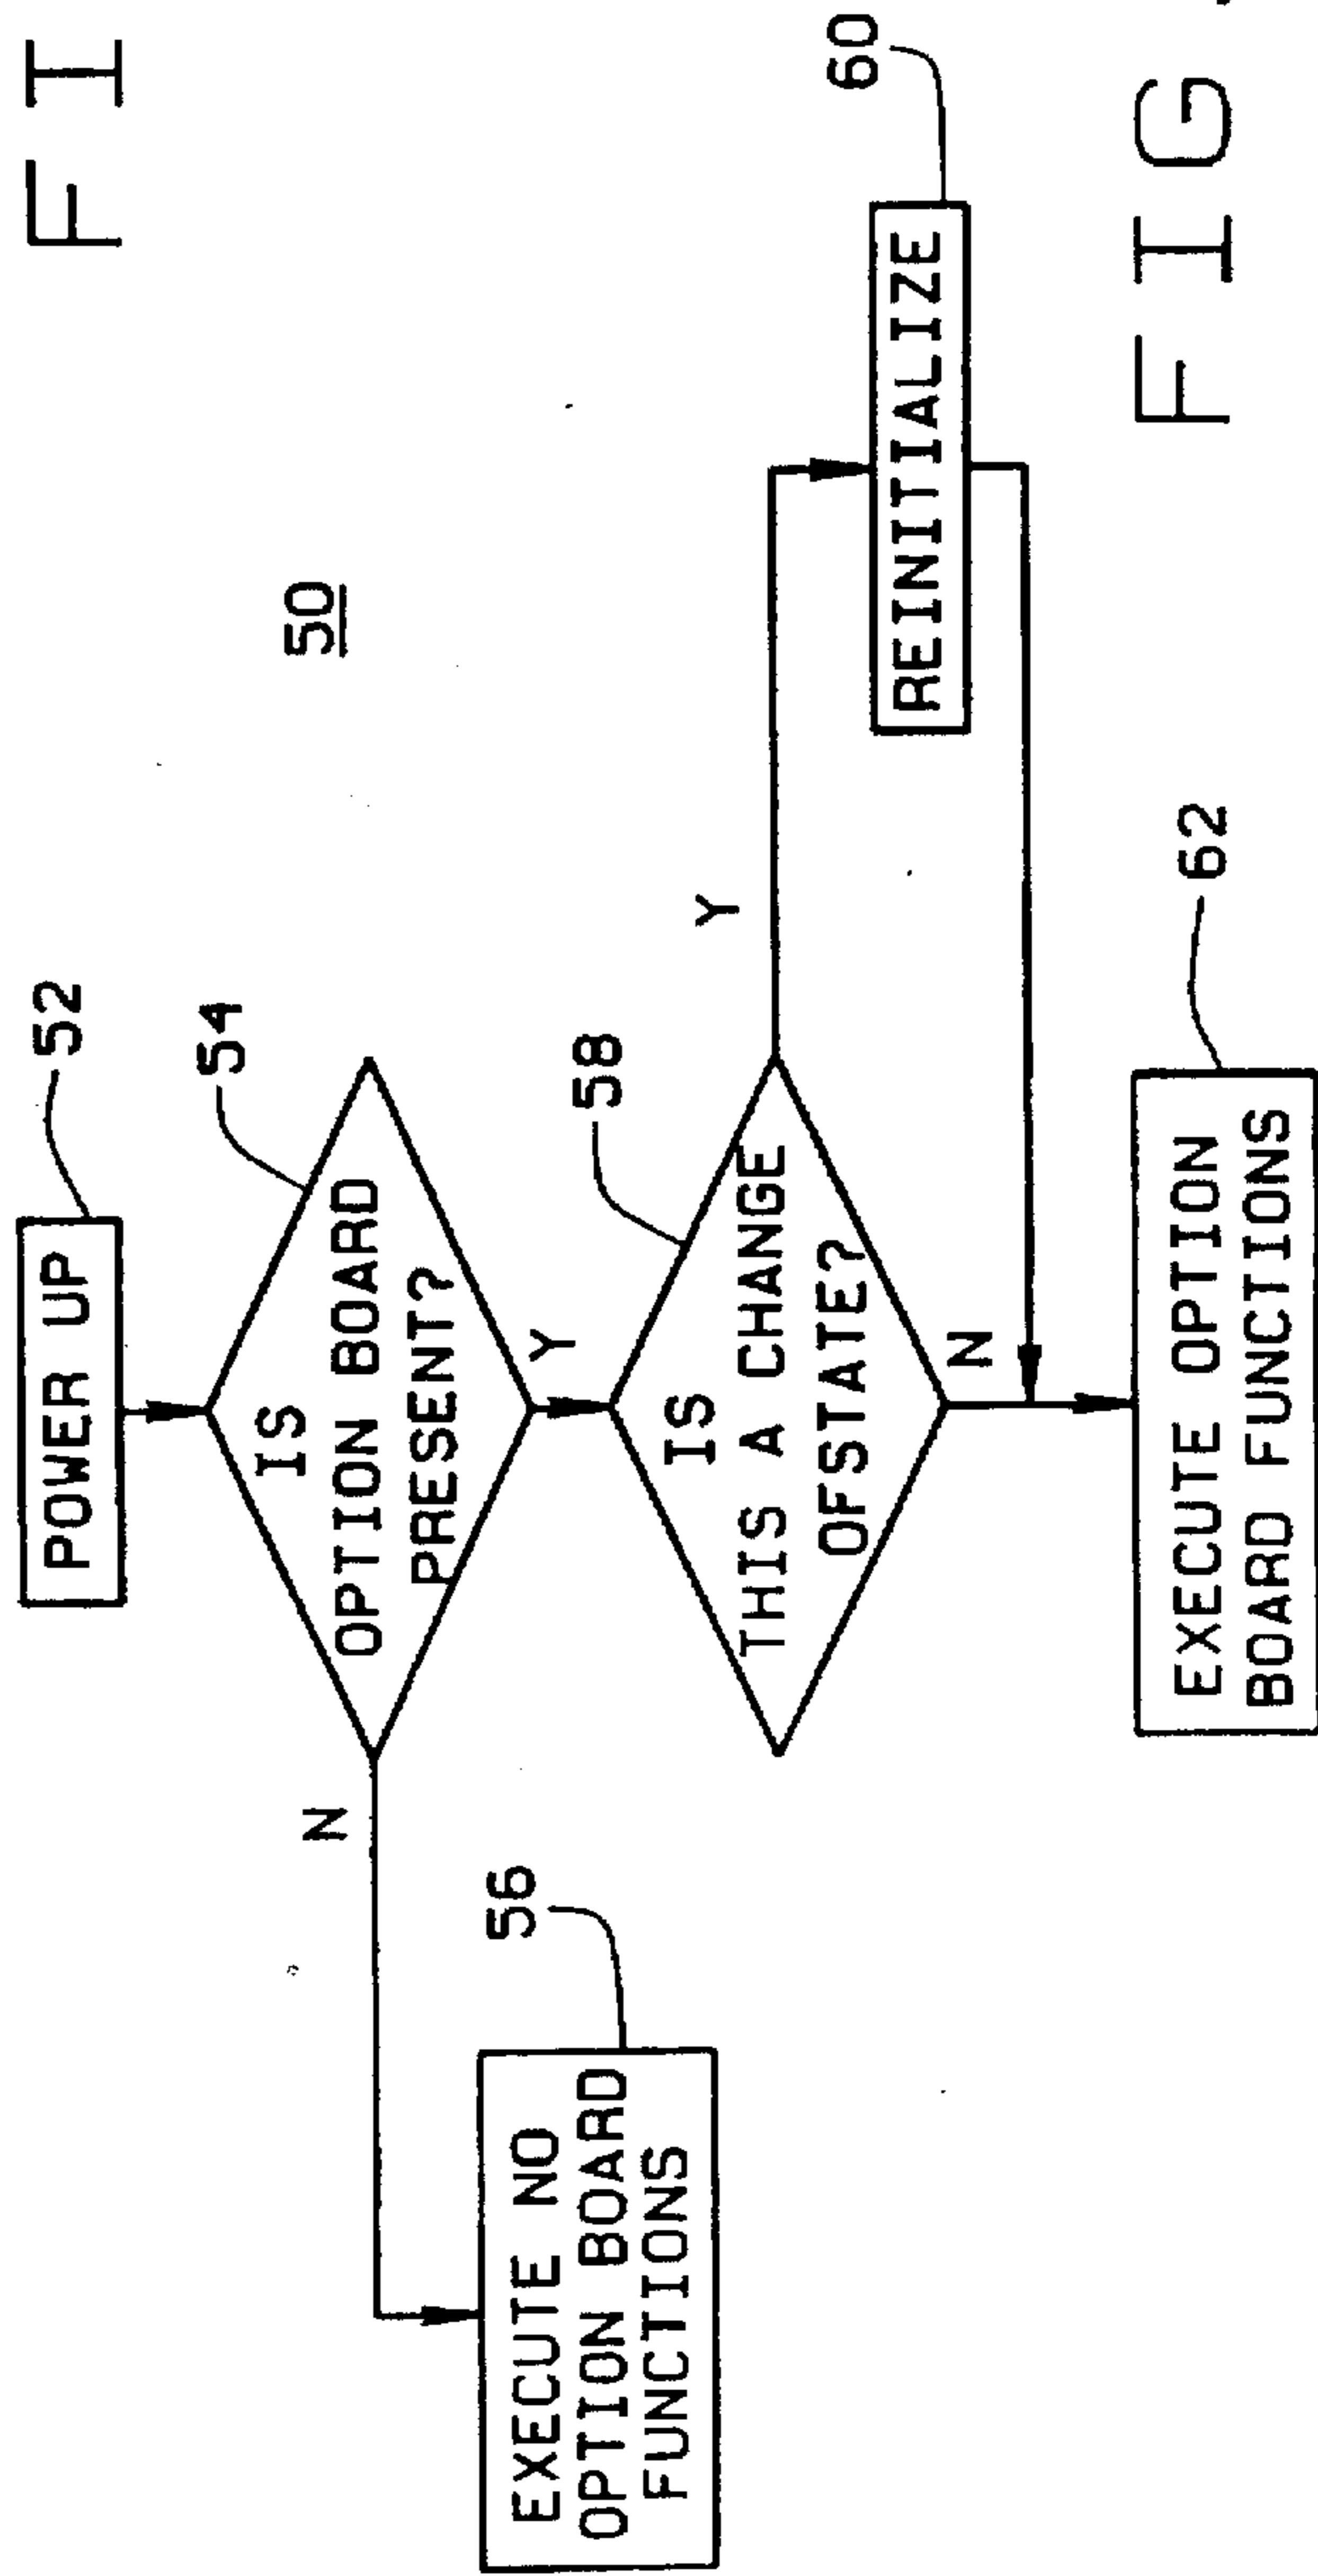 FI
POWER UP
52
54
IS
OPTION BOARD
PRESENT?
N
Y
50
56
EXECUTE NO
OPTION BOARD
FUNCTIONS
58
IS
THIS A CHANGE
OFSTATE?
Y
N
60
REINITIALIZE
EXECUTE OPTION
BOARD FUNCTIONS
62
FIG.